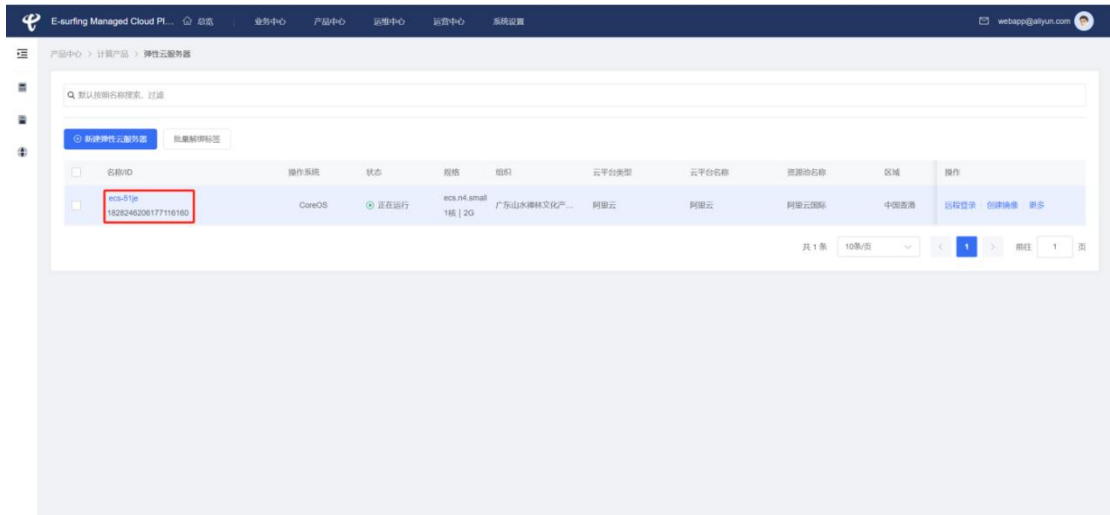 E-surfing Managed Cloud Pl... 总览 业务中心 产品中心 运维中心 运营中心 系统设置 webapp@aliyun.com
产品中心 > 计算产品 > 弹性云服务器
默认按照名称搜索、过滤
新建弹性云服务器 批量解绑标签
名称/ID 操作系统 状态 规格 组织 云平台类型 云平台名称 资源池名称 区域 操作
ecs-51je CoreOS 正在运行 ecs.n4.small 广东山水禅林文化产... 阿里云 阿里云 阿里云国际 中国香港 远程登录 创建镜像 更多
1828246206177116160 1核 | 2G
共 1 条 10条/页 < 1 > 前往 1 页